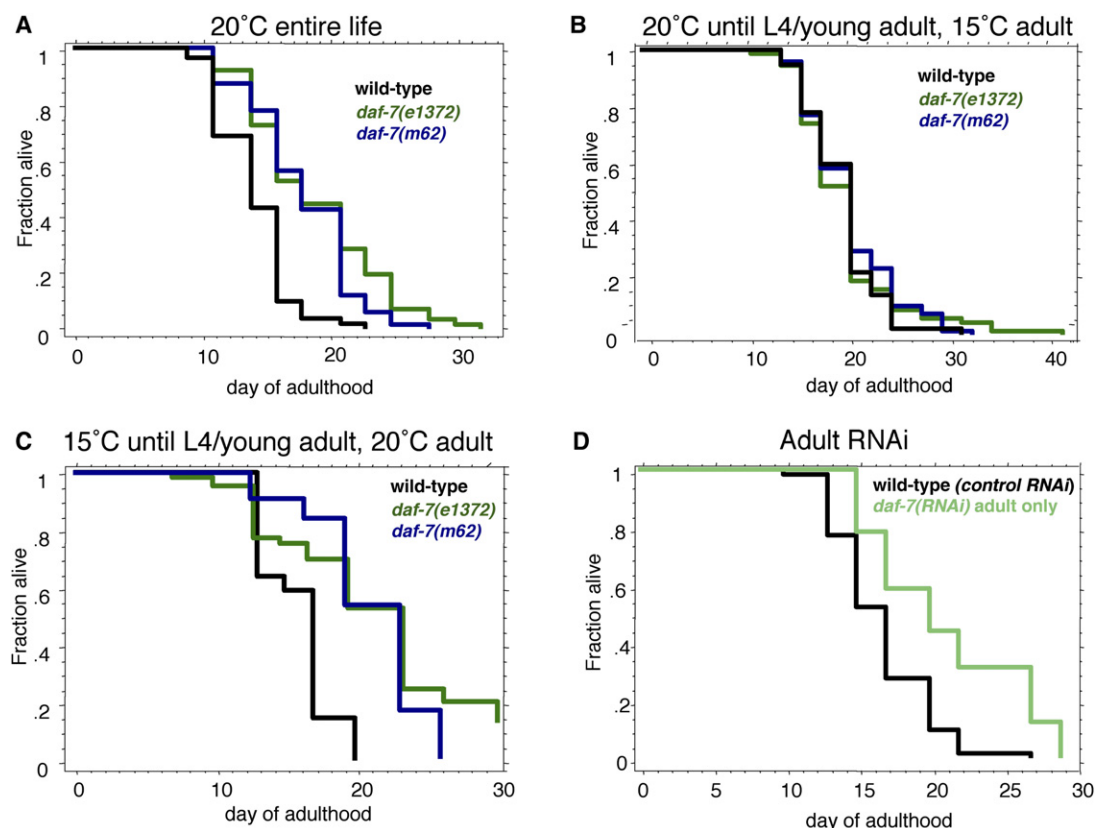 A
20°C entire life
1
.8
.6
.4
.2
0
Fraction alive
wild-type
daf-7(e1372)
daf-7(m62)
0 10 20 30
day of adulthood
B
20°C until L4/young adult, 15°C adult
1
.8
.6
.4
.2
0
Fraction alive
wild-type
daf-7(e1372)
daf-7(m62)
0 10 20 30 40
day of adulthood
C
15°C until L4/young adult, 20°C adult
1
.8
.6
.4
.2
0
Fraction alive
wild-type
daf-7(e1372)
daf-7(m62)
0 10 20 30
day of adulthood
D
Adult RNAi
1
.8
.6
.4
.2
0
Fraction alive
wild-type (control RNAi)
daf-7(RNAi) adult only
0 5 10 15 20 25 30
day of adulthood